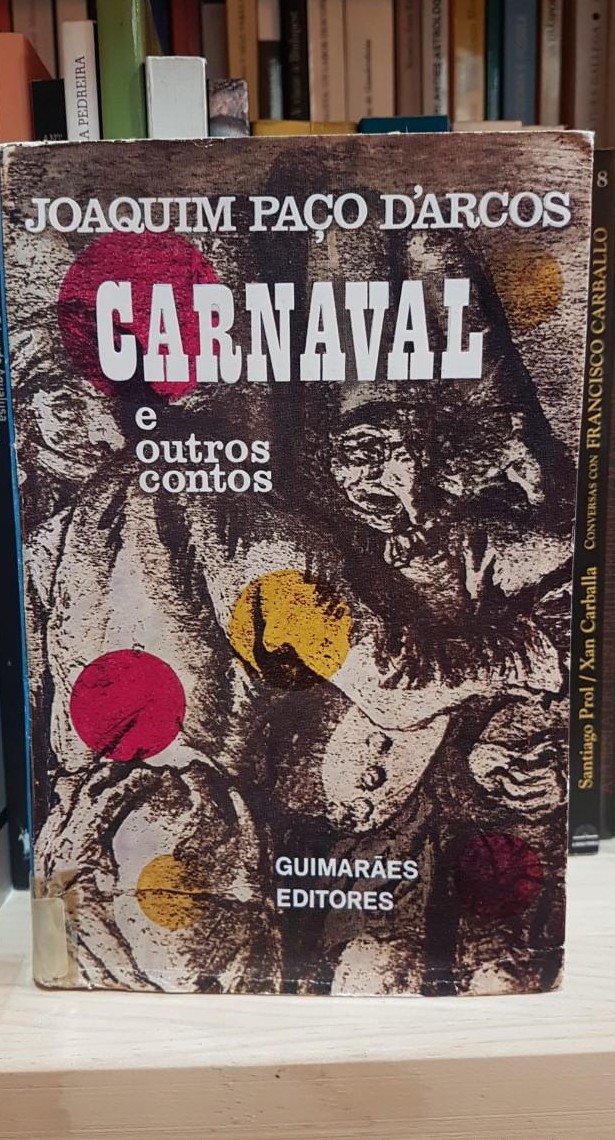 JOAQUIM PAÇO D'ARCOS
CARNAVAL
e
outros
contos
GUIMARÃES
EDITORES
A PEDREIRA
8
Santiago Prol / Xan Carballa CONVERSAS CON FRANCISCO CARBALLO